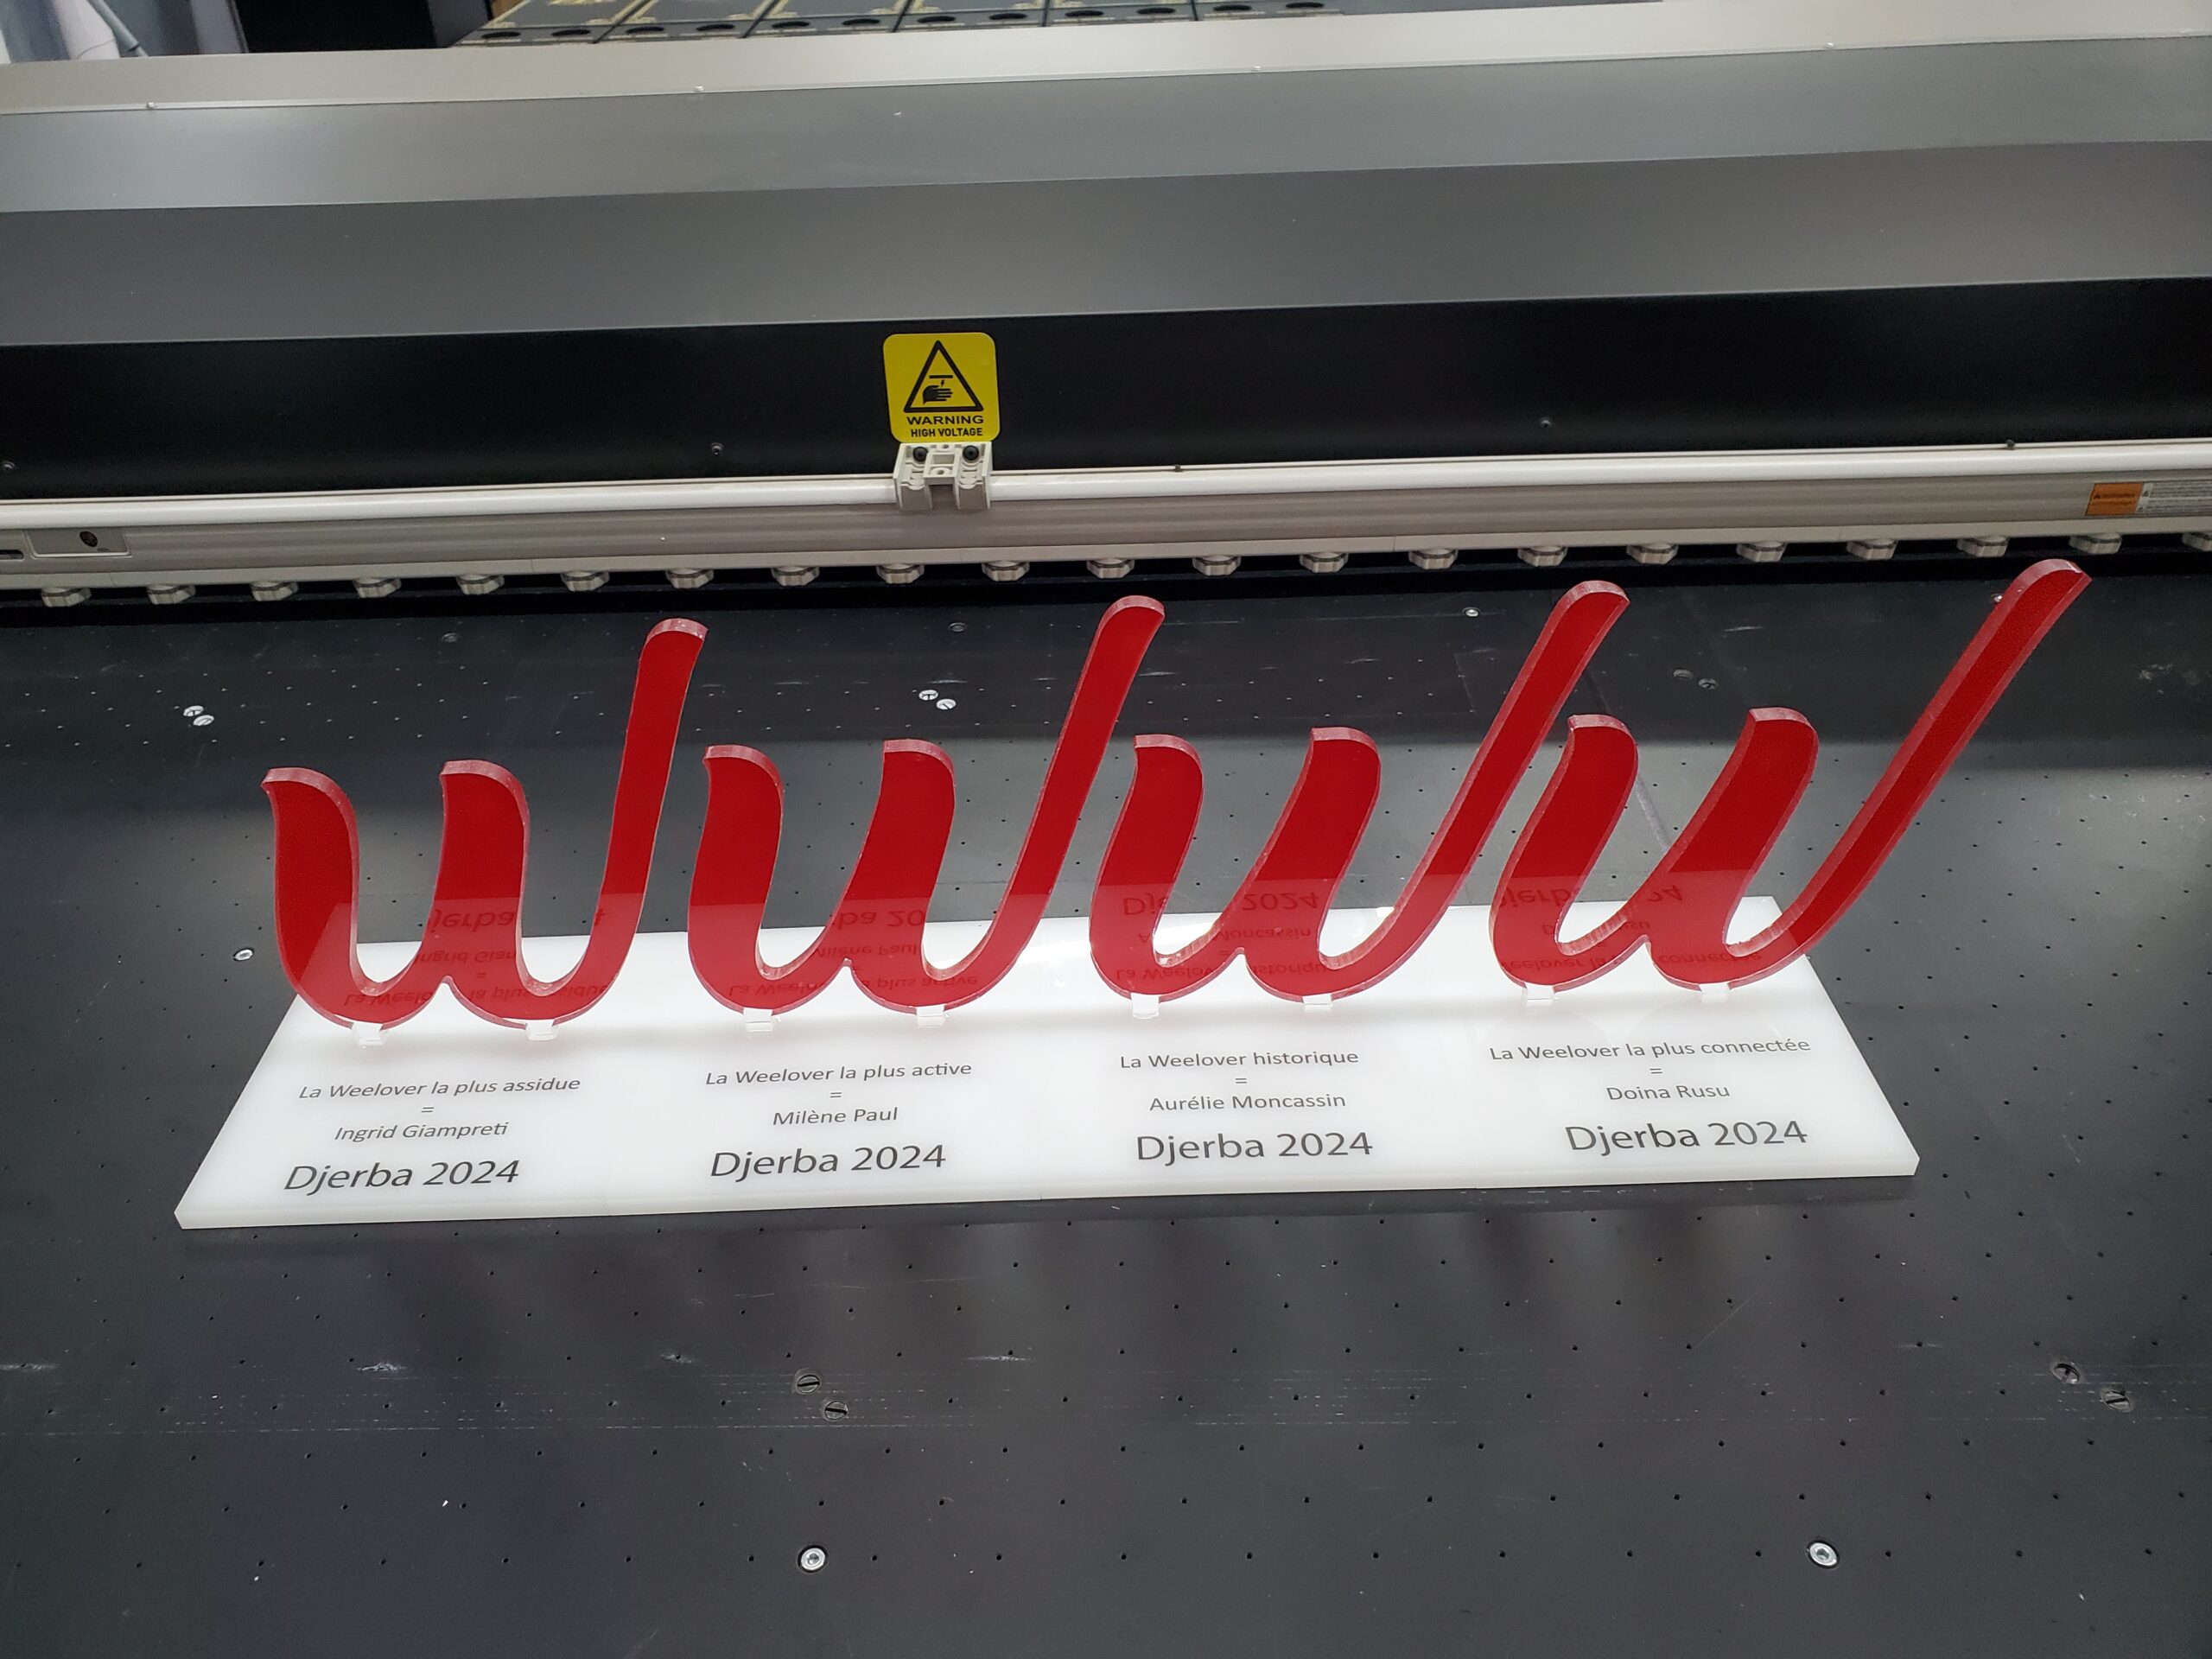 WARNING
HIGH VOLTAGE
La Weelover la plus assidue
=
Ingrid Giampreti
Djerba 2024
La Weelover la plus active
=
Milène Paul
Djerba 2024
La Weelover historique
=
Aurélie Moncassin
Djerba 2024
La Weelover la plus connectée
=
Doina Rusu
Djerba 2024